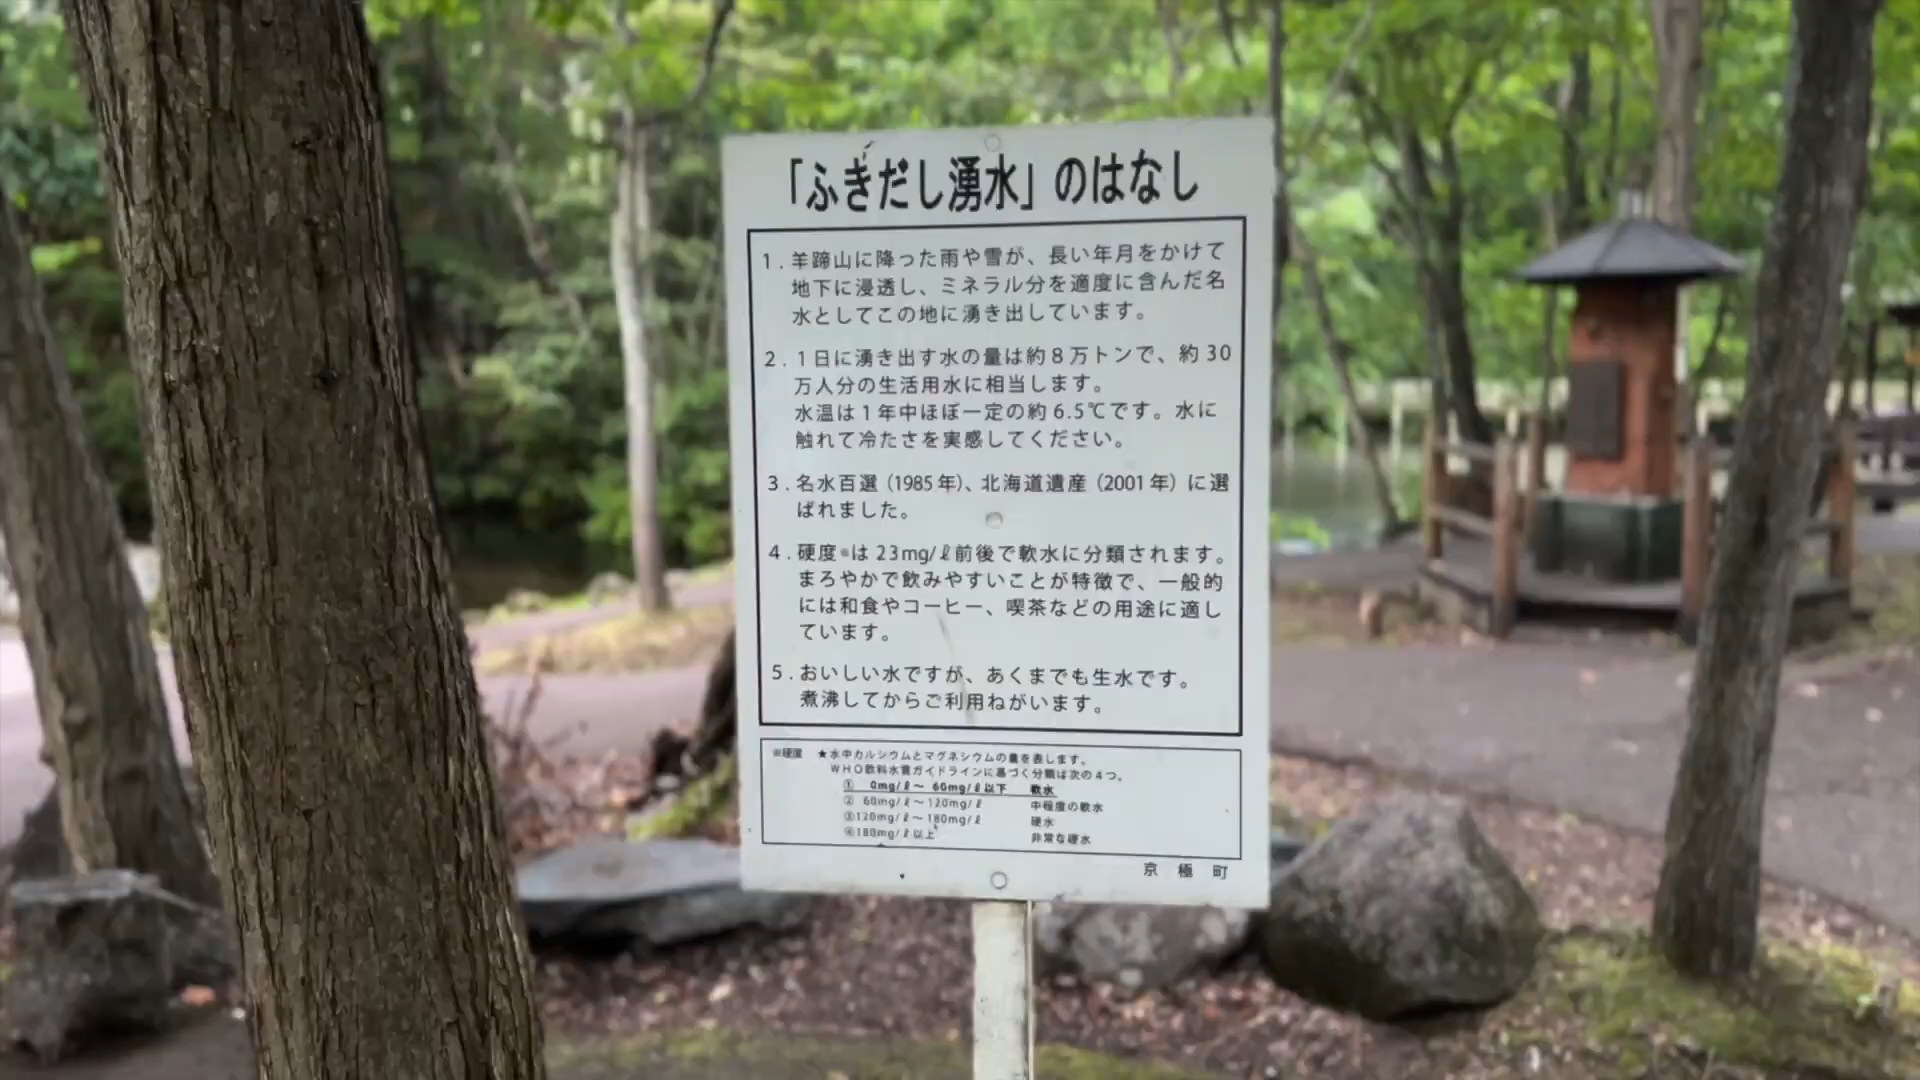 「ふきだし湧水」のはなし
1. 羊蹄山に降った雨や雪が、長い年月をかけて
地下に浸透し、ミネラル分を適度に含んだ名
水としてこの地に湧き出しています。
2. 1日に湧き出す水の量は約8万トンで、約30
万人分の生活用水に相当します。
水温は1年中ほぼ一定の約6.5℃です。水に
触れて冷たさを実感してください。
3. 名水百選(1985年)、北海道遺産(2001年)に選
ばれました。
4. 硬度※は23mg/ℓ前後で軟水に分類されます。
まろやかで飲みやすいことが特徴で、一般的
には和食やコーヒー、喫茶などの用途に適し
ています。
5. おいしい水ですが、あくまでも生水です。
煮沸してからご利用ねがいます。
※硬度 ★水中カルシウムとマグネシウムの量を表します。
WHO飲料水質ガイドラインに基づく分類は次の4つ。
① 0mg/ℓ～ 60mg/ℓ以下 軟水
② 60mg/ℓ～120mg/ℓ 中程度の軟水
③120mg/ℓ～180mg/ℓ 硬水
④180mg/ℓ以上 非常な硬水
京極町